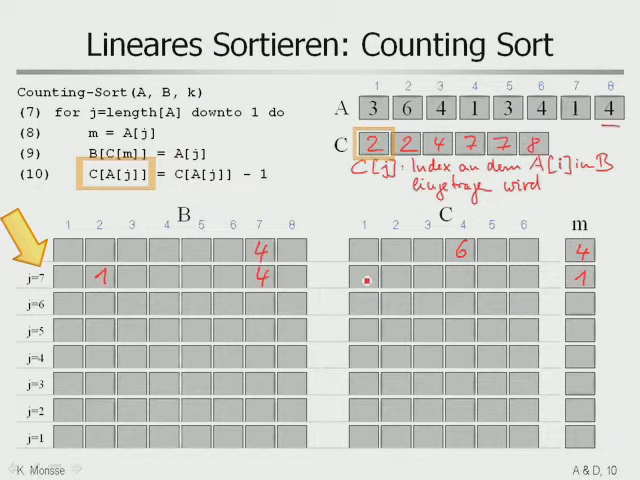 Lineares Sortieren: Counting Sort
Counting-Sort(A, B, k)
(7) for j=length[A] downto 1 do
(8) m = A[j]
(9) B[C[m]] = A[j]
(10) C[A[j]] = C[A[j]] - 1
1 2 3 4 5 6 7 8
A 3 6 4 1 3 4 1 4
C 2 2 4 7 7 8
C[j]: Index an dem A[i] in B
eingetragen wird
B C m
1 2 3 4 5 6 7 8 1 2 3 4 5 6
4 6 4
j=7 1 4 1
j=6
j=5
j=4
j=3
j=2
j=1
K. Morisse A & D, 10